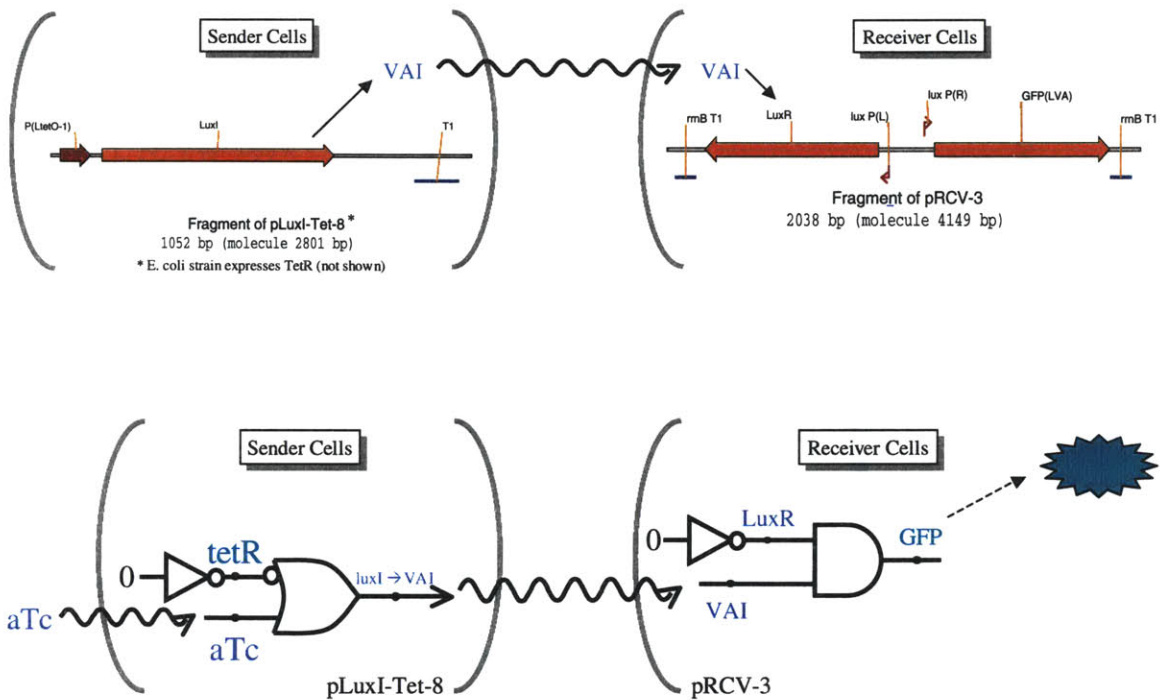 Sender Cells
VAI
P(LtetO-1)
LuxI
T1
Fragment of pLuxI-Tet-8 *
1052 bp (molecule 2801 bp)
* E. coli strain expresses TetR (not shown)
Receiver Cells
VAI
rrnB T1
LuxR
lux P(L)
lux P(R)
GFP(LVA)
rrnB T1
Fragment of pRCV-3
2038 bp (molecule 4149 bp)
Sender Cells
0
tetR
luxI → VAI
aTc
aTc
pLuxI-Tet-8
Receiver Cells
0
LuxR
GFP
VAI
pRCV-3